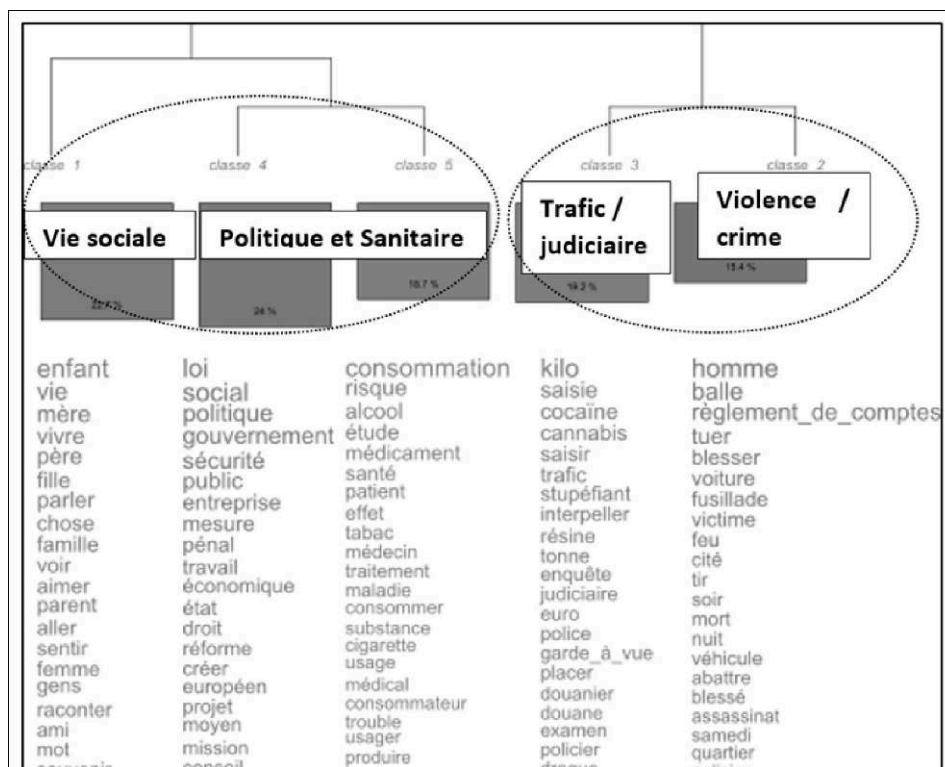 classe 1
classe 4
classe 5
classe 3
classe 2
Vie sociale
Politique et Sanitaire
Trafic /
judiciaire
Violence /
crime
22.7 %
24 %
18.7 %
19.2 %
15.4 %
enfant
vie
mère
vivre
père
fille
parler
chose
famille
voir
aimer
parent
aller
sentir
femme
gens
raconter
ami
mot
loi
social
politique
gouvernement
sécurité
public
entreprise
mesure
pénal
travail
économique
état
droit
réforme
créer
européen
projet
moyen
mission
conseil
consommation
risque
alcool
étude
médicament
santé
patient
effet
tabac
médecin
traitement
maladie
consommer
substance
cigarette
usage
médical
consommateur
trouble
usager
produire
kilo
saisie
cocaïne
cannabis
saisir
trafic
stupéfiant
interpeller
résine
tonne
enquête
judiciaire
euro
police
garde_à_vue
placer
douanier
douane
examen
policier
drogue
homme
balle
règlement_de_comptes
tuer
blesser
voiture
fusillade
victime
feu
cité
tir
soir
mort
nuit
véhicule
abattre
blessé
assassinat
samedi
quartier